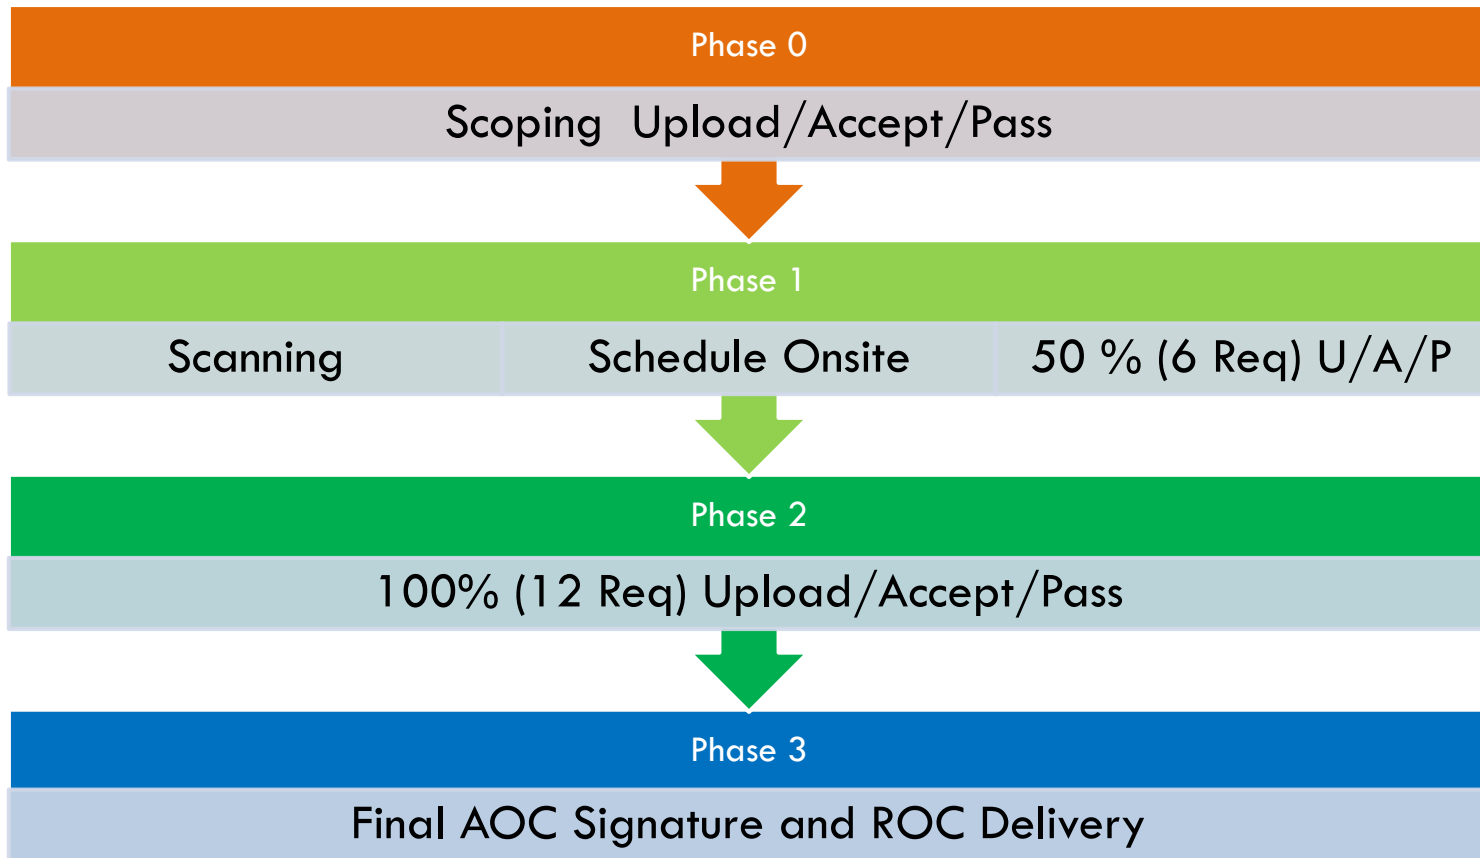 Phase 0
Scoping  Upload/Accept/Pass
Phase 1
Scanning
Schedule Onsite
50 % (6 Req) U/A/P
Phase 2
100% (12 Req) Upload/Accept/Pass
Phase 3
Final AOC Signature and ROC Delivery